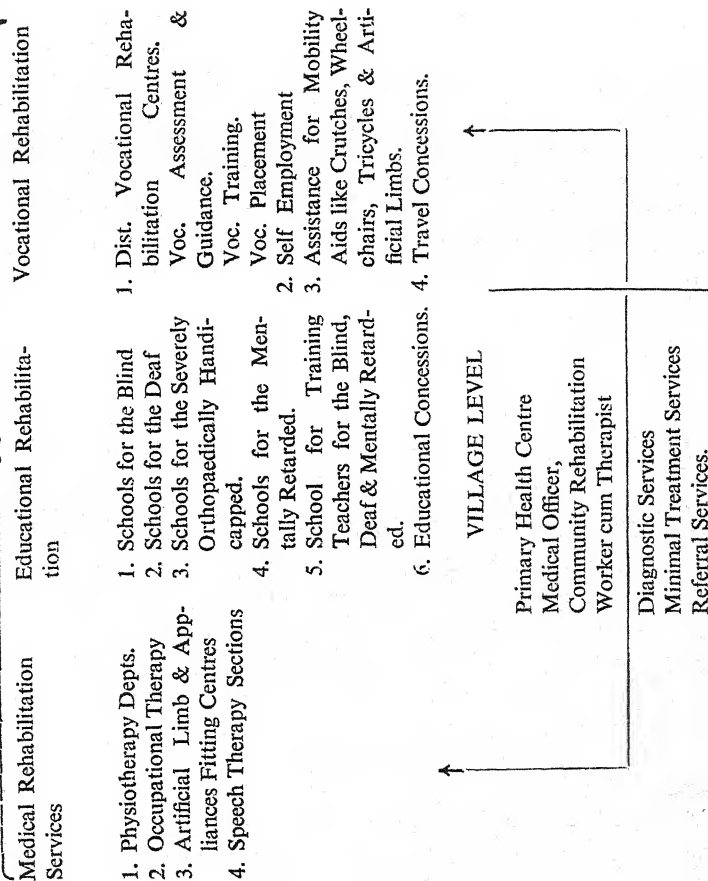 Medical Rehabilitation
Services
1. Physiotherapy Depts.
2. Occupational Therapy
3. Artificial Limb & App-
liances Fitting Centres
4. Speech Therapy Sections
Educational Rehabilita-
tion
1. Schools for the Blind
2. Schools for the Deaf
3. Schools for the Severely
Orthopaedically Handi-
capped.
4. Schools for the Men-
tally Retarded.
5. School for Training
Teachers for the Blind,
Deaf & Mentally Retard-
ed.
6. Educational Concessions.
Vocational Rehabilitation
1. Dist. Vocational Reha-
bilitation Centres.
Voc. Assessment &
Guidance.
Voc. Training.
Voc. Placement
2. Self Employment
3. Assistance for Mobility
Aids like Crutches, Wheel-
chairs, Tricycles & Arti-
ficial Limbs.
4. Travel Concessions.
VILLAGE LEVEL
Primary Health Centre
Medical Officer,
Community Rehabilitation
Worker cum Therapist
Diagnostic Services
Minimal Treatment Services
Referral Services.